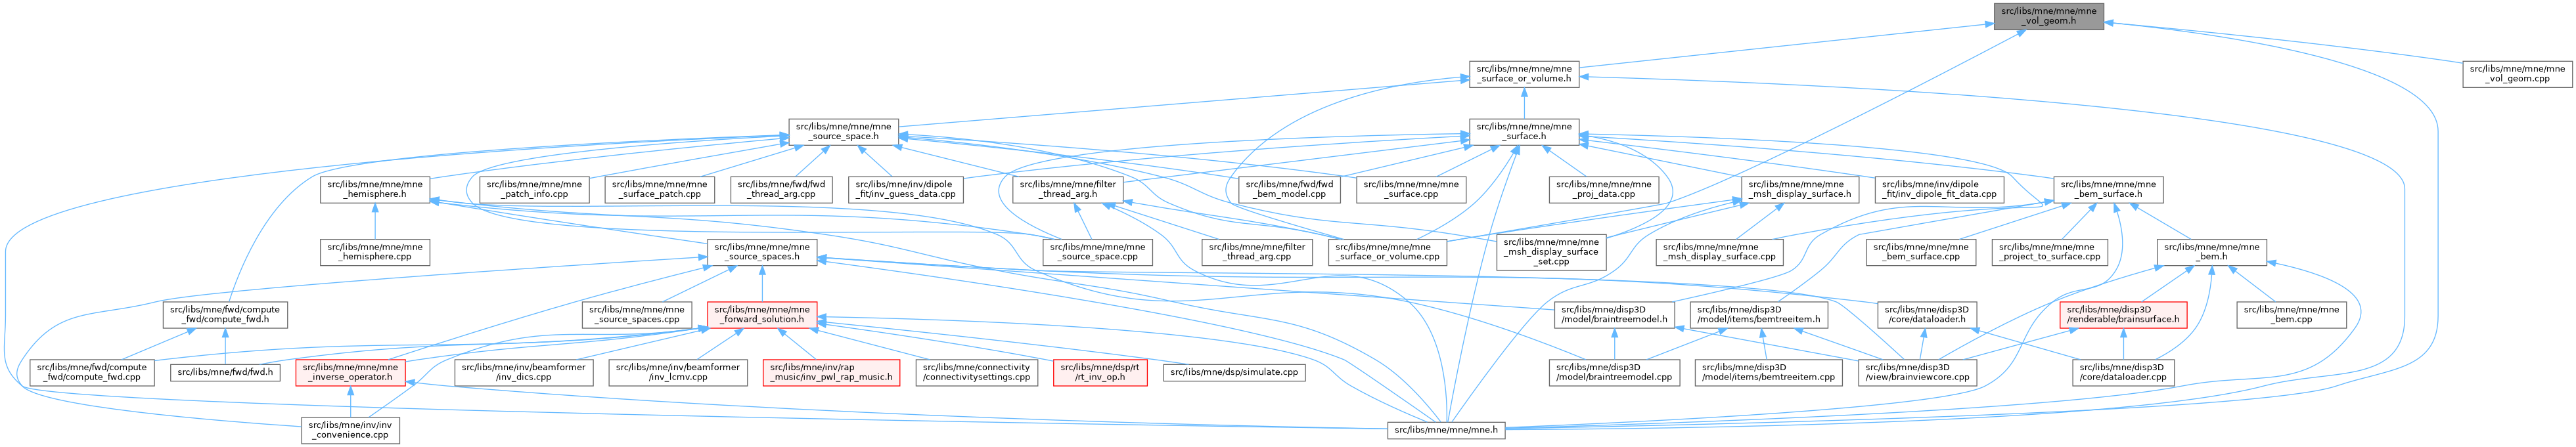 src/libs/mne/mne/mne
_vol_geom.h
src/libs/mne/mne/mne
_surface_or_volume.h
src/libs/mne/mne/mne
_vol_geom.cpp
src/libs/mne/mne/mne
_source_space.h
src/libs/mne/mne/mne
_surface.h
src/libs/mne/mne/mne
_hemisphere.h
src/libs/mne/mne/mne
_patch_info.cpp
src/libs/mne/mne/mne
_surface_patch.cpp
src/libs/mne/fwd/fwd
_thread_arg.cpp
src/libs/mne/inv/dipole
_fit/inv_guess_data.cpp
src/libs/mne/mne/filter
_thread_arg.h
src/libs/mne/fwd/fwd
_bem_model.cpp
src/libs/mne/mne/mne
_surface.cpp
src/libs/mne/mne/mne
_proj_data.cpp
src/libs/mne/mne/mne
_msh_display_surface.h
src/libs/mne/inv/dipole
_fit/inv_dipole_fit_data.cpp
src/libs/mne/mne/mne
_bem_surface.h
src/libs/mne/mne/mne
_hemisphere.cpp
src/libs/mne/mne/mne
_source_spaces.h
src/libs/mne/mne/mne
_source_space.cpp
src/libs/mne/mne/filter
_thread_arg.cpp
src/libs/mne/mne/mne
_surface_or_volume.cpp
src/libs/mne/mne/mne
_msh_display_surface
_set.cpp
src/libs/mne/mne/mne
_msh_display_surface.cpp
src/libs/mne/mne/mne
_bem_surface.cpp
src/libs/mne/mne/mne
_project_to_surface.cpp
src/libs/mne/mne/mne
_bem.h
src/libs/mne/fwd/compute
_fwd/compute_fwd.h
src/libs/mne/mne/mne
_source_spaces.cpp
src/libs/mne/mne/mne
_forward_solution.h
src/libs/mne/disp3D
/model/braintreemodel.h
src/libs/mne/disp3D
/model/items/bemtreeitem.h
src/libs/mne/disp3D
/core/dataloader.h
src/libs/mne/disp3D
/renderable/brainsurface.h
src/libs/mne/mne/mne
_bem.cpp
src/libs/mne/fwd/compute
_fwd/compute_fwd.cpp
src/libs/mne/fwd/fwd.h
src/libs/mne/mne/mne
_inverse_operator.h
src/libs/mne/inv/beamformer
/inv_dics.cpp
src/libs/mne/inv/beamformer
/inv_lcmv.cpp
src/libs/mne/inv/rap
_music/inv_pwl_rap_music.h
src/libs/mne/connectivity
/connectivitysettings.cpp
src/libs/mne/dsp/rt
/rt_inv_op.h
src/libs/mne/dsp/simulate.cpp
src/libs/mne/disp3D
/model/braintreemodel.cpp
src/libs/mne/disp3D
/model/items/bemtreeitem.cpp
src/libs/mne/disp3D
/view/brainviewcore.cpp
src/libs/mne/disp3D
/core/dataloader.cpp
src/libs/mne/inv/inv
_convenience.cpp
src/libs/mne/mne/mne.h